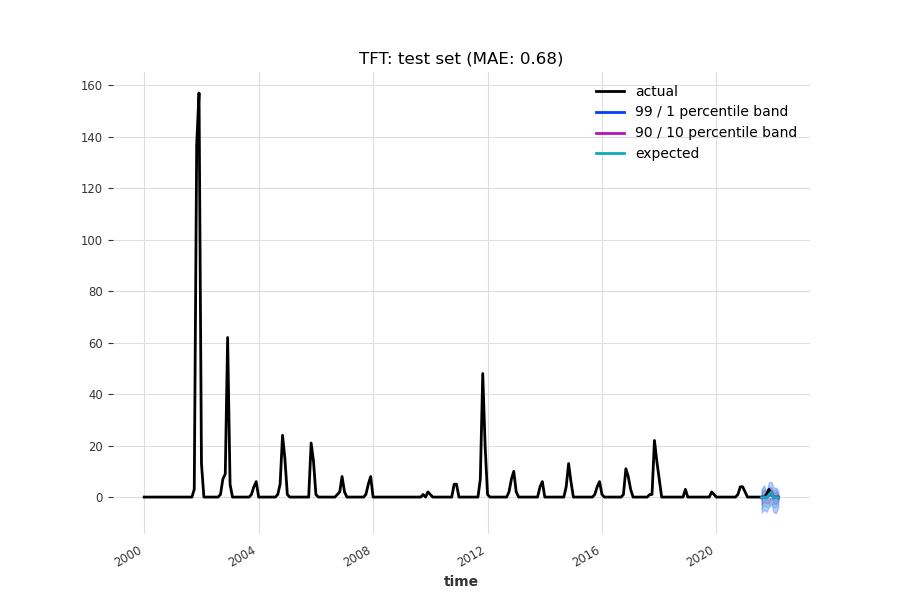 TFT: test set (MAE: 0.68)
actual
99 / 1 percentile band
90 / 10 percentile band
expected
160
140
120
100
80
60
40
20
0
2000
2004
2008
2012
2016
2020
time